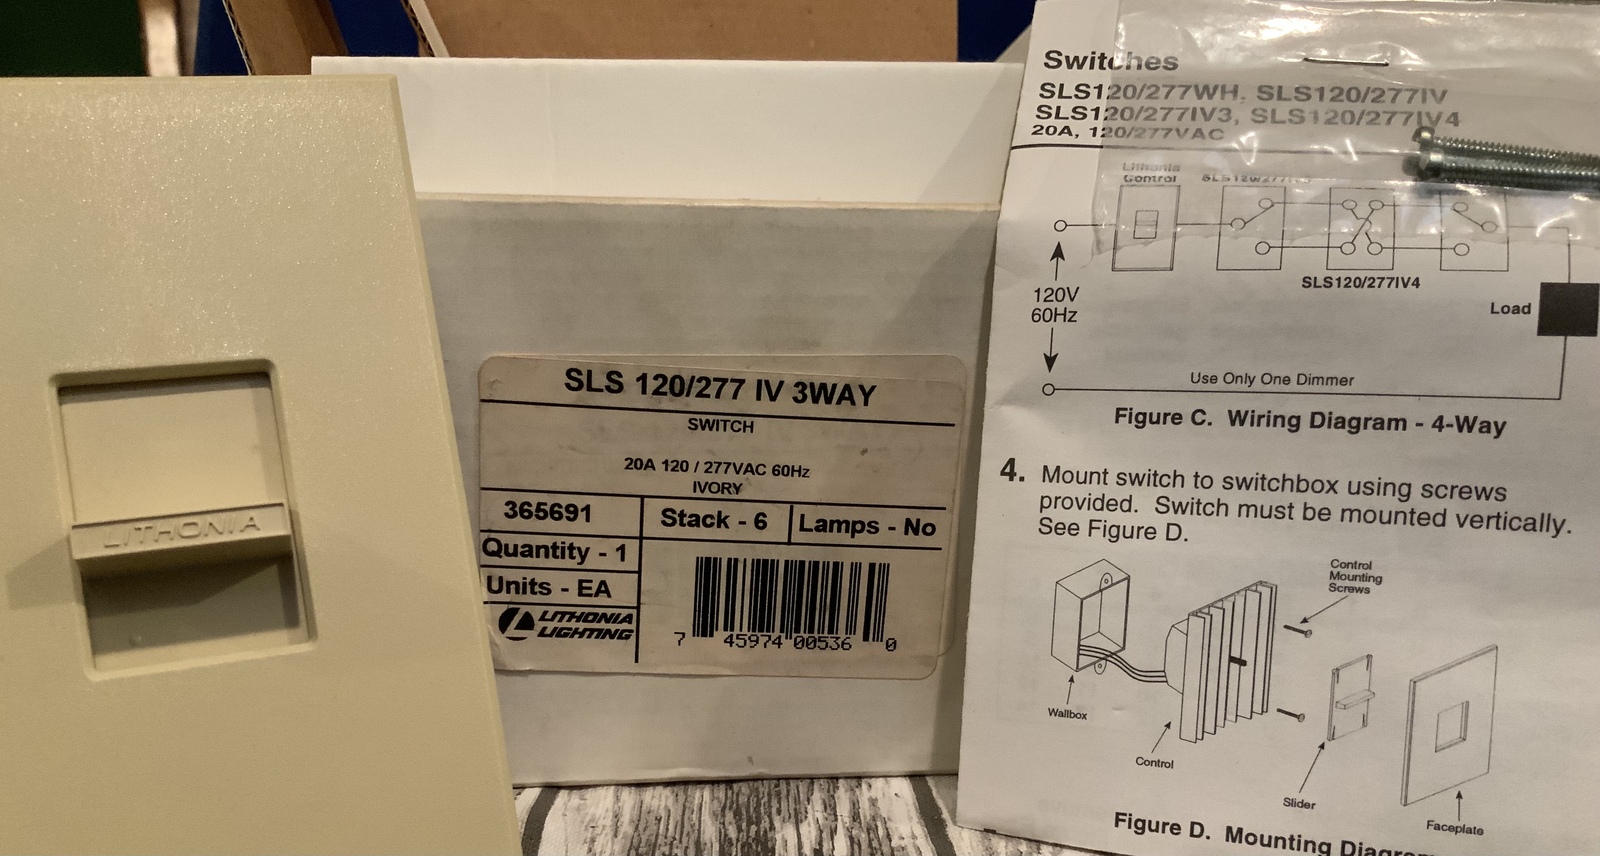 LITHONIA
SLS 120/277 IV 3WAY
SWITCH
20A 120 / 277VAC 60Hz
IVORY
365691
Stack - 6
Lamps - No
Quantity - 1
Units - EA
LITHONIA
LIGHTING
7 45974 00536 0
Switches
SLS120/277WH, SLS120/277IV
SLS120/277IV3, SLS120/277IV4
20A, 120/277VAC
Lithonia
Control
SLS120/277IV4
120V
60Hz
Load
Use Only One Dimmer
Figure C. Wiring Diagram - 4-Way
4. Mount switch to switchbox using screws
provided. Switch must be mounted vertically.
See Figure D.
Control
Mounting
Screws
Wallbox
Control
Slider
Faceplate
Figure D. Mounting